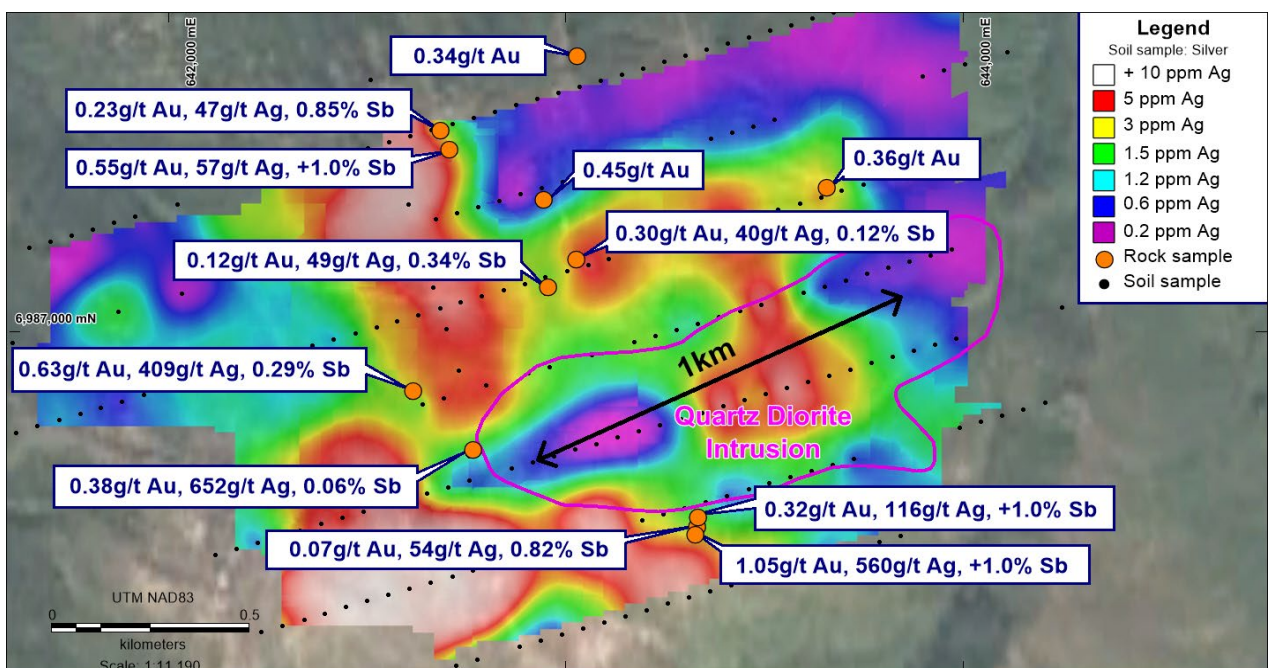 642,000 mE
644,000 mE
0.34g/t Au
0.23g/t Au, 47g/t Ag, 0.85% Sb
0.55g/t Au, 57g/t Ag, +1.0% Sb
0.45g/t Au
0.36g/t Au
0.30g/t Au, 40g/t Ag, 0.12% Sb
0.12g/t Au, 49g/t Ag, 0.34% Sb
6,987,000 mN
1km
0.63g/t Au, 409g/t Ag, 0.29% Sb
Quartz Diorite
Intrusion
0.38g/t Au, 652g/t Ag, 0.06% Sb
0.32g/t Au, 116g/t Ag, +1.0% Sb
0.07g/t Au, 54g/t Ag, 0.82% Sb
1.05g/t Au, 560g/t Ag, +1.0% Sb
UTM NAD83
0 0.5
kilometers
Scale: 1:11,190
Legend
Soil sample: Silver
+ 10 ppm Ag
5 ppm Ag
3 ppm Ag
1.5 ppm Ag
1.2 ppm Ag
0.6 ppm Ag
0.2 ppm Ag
Rock sample
Soil sample